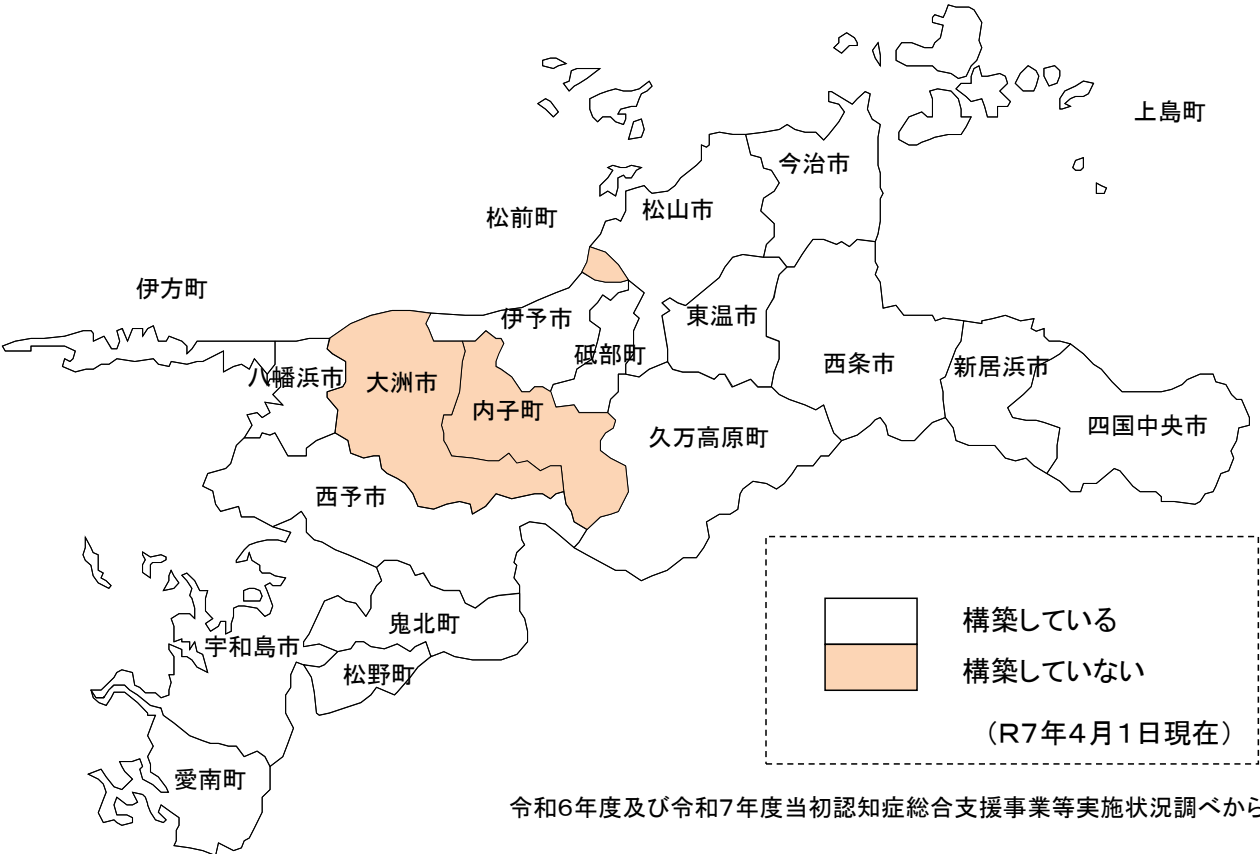 上島町
今治市
松山市
松前町
伊方町
伊予市
東温市
砥部町
西条市
新居浜市
八幡浜市
大洲市
内子町
久万高原町
四国中央市
西予市
鬼北町
宇和島市
松野町
愛南町
構築している
構築していない
（R7年4月1日現在）
令和6年度及び令和7年度当初認知症総合支援事業等実施状況調べから